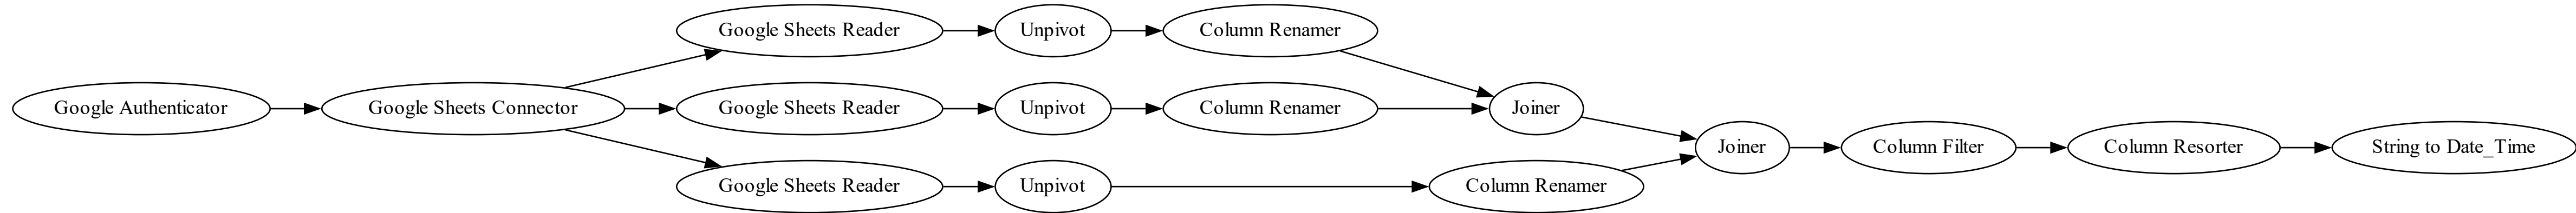 Google Authenticator
Google Sheets Connector
Google Sheets Reader
Unpivot
Column Renamer
Google Sheets Reader
Unpivot
Column Renamer
Joiner
Google Sheets Reader
Unpivot
Column Renamer
Joiner
Column Filter
Column Resorter
String to Date_Time